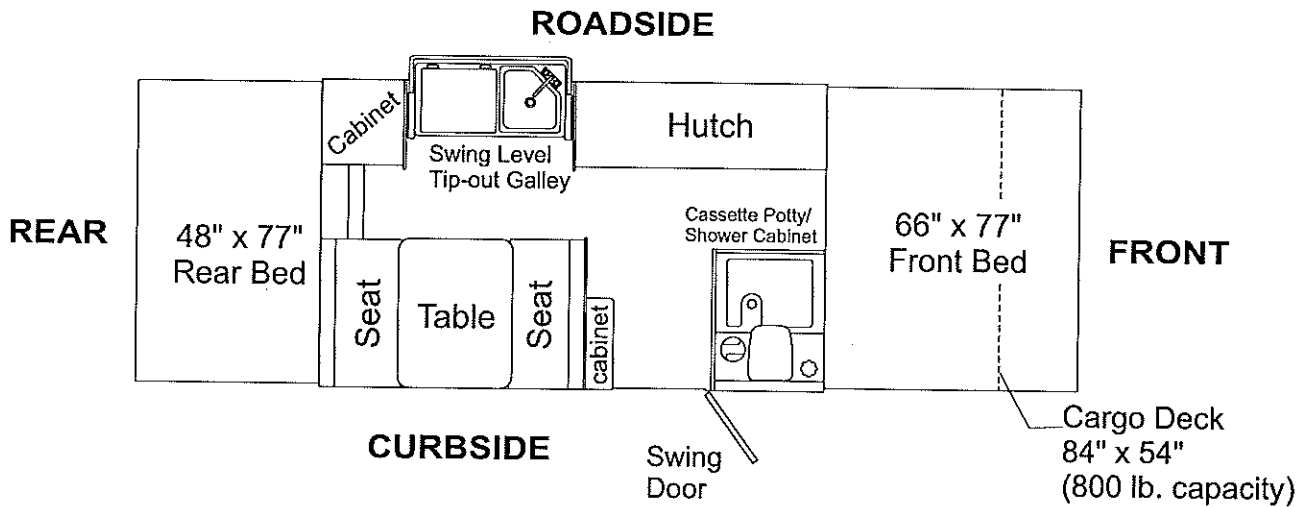 ROADSIDE
Cabinet
Swing Level
Tip-out Galley
Hutch
Cassette Potty/
Shower Cabinet
REAR
48" x 77"
Rear Bed
Seat
Table
Seat
cabinet
66" x 77"
Front Bed
FRONT
CURBSIDE
Swing
Door
Cargo Deck
84" x 54"
(800 lb. capacity)